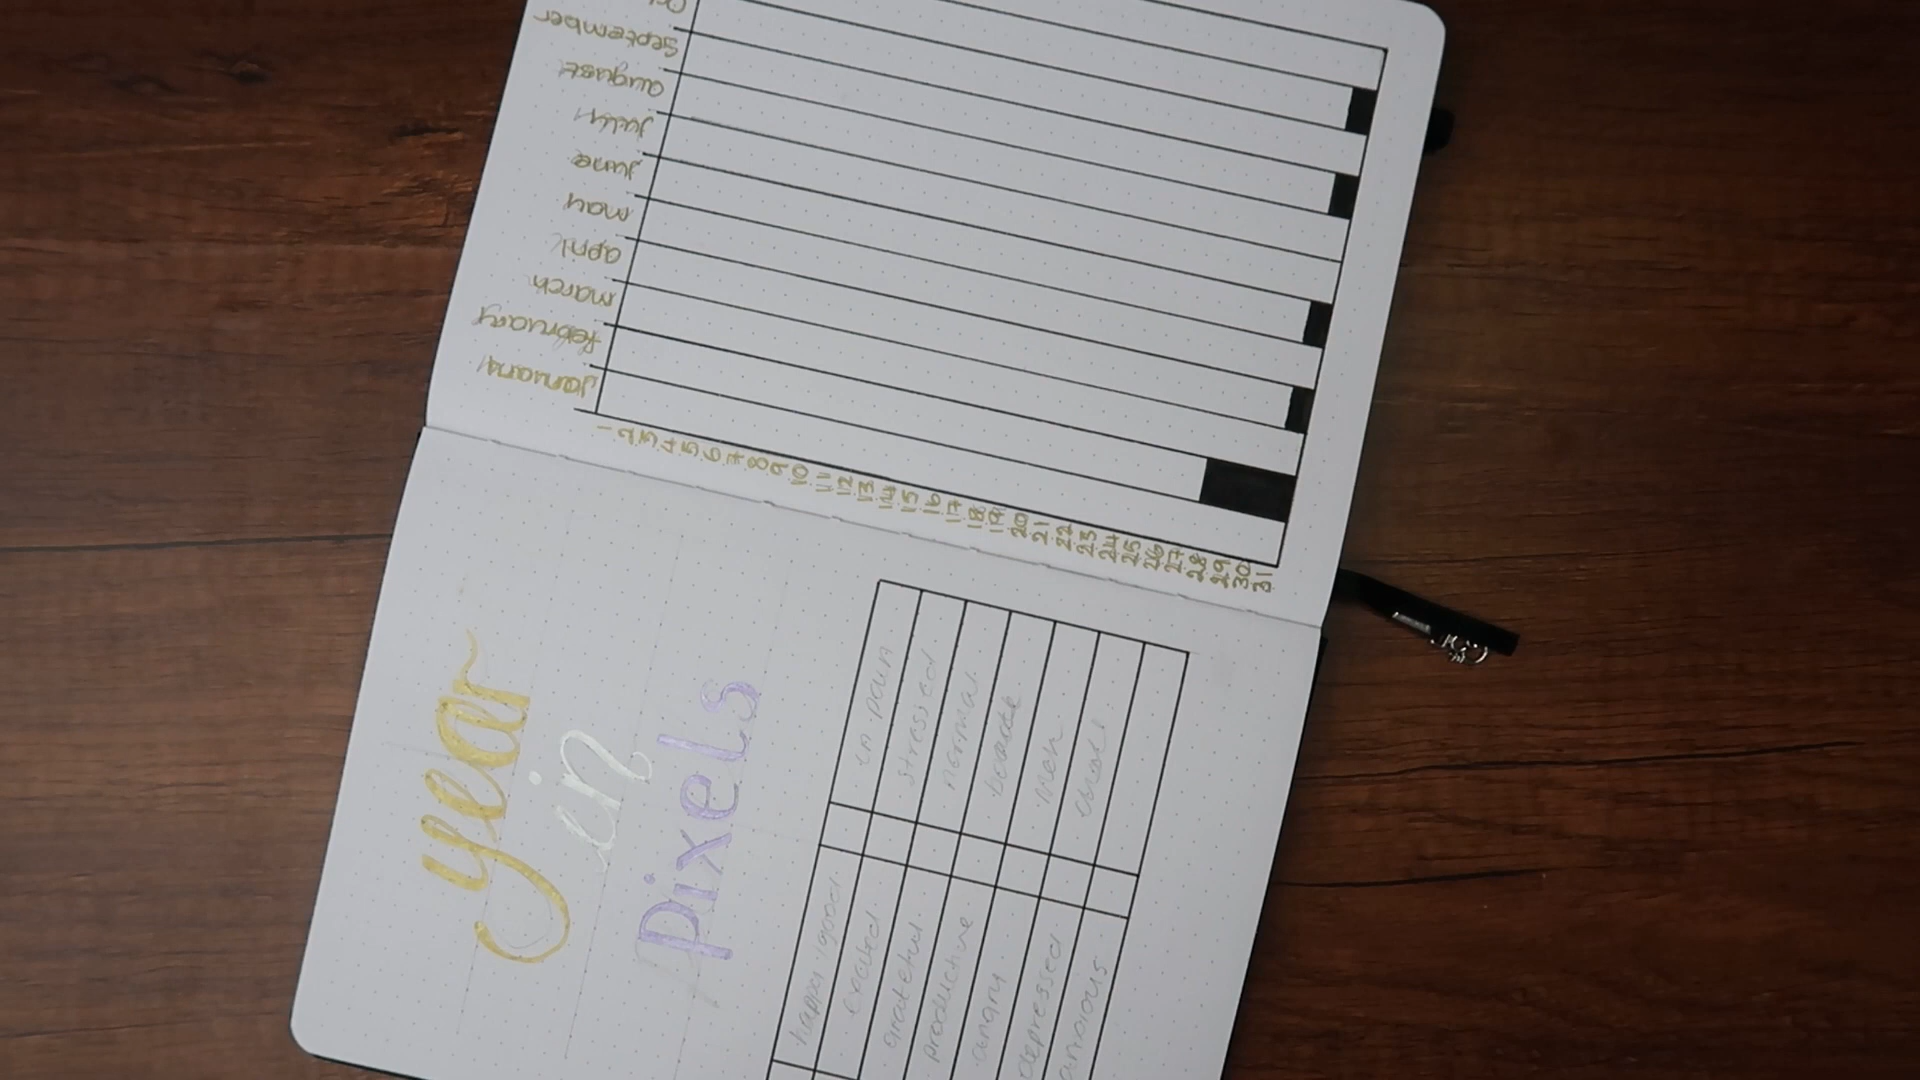 year
in
pixels
happy/good
excited
grateful
productive
angry
depressed
anxious
in pain
stressed
normal
meh
September
august
july
june
may
april
march
february
january
1 2 3 4 5 6 7 8 9 10 11 12 13 14 15 16 17 18 19 20 21 22 23 24 25 26 27 28 29 30 31